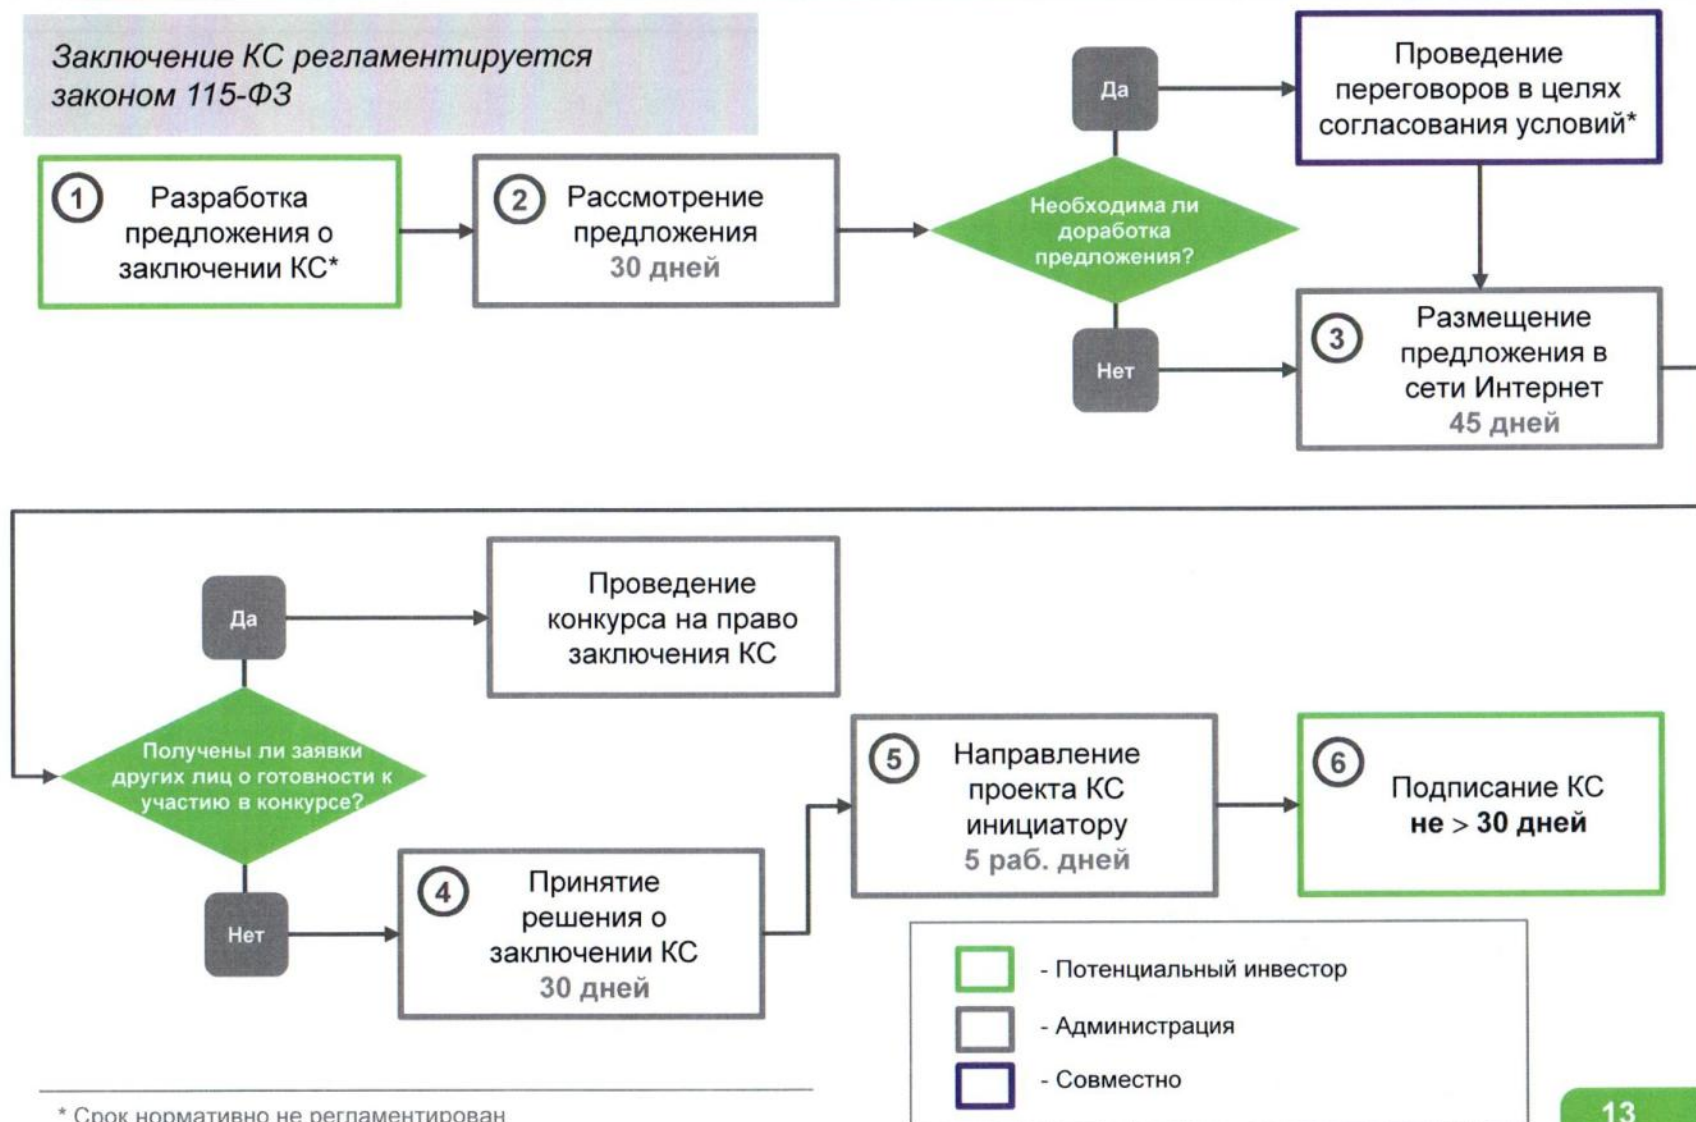 Заключение КС регламентируется
законом 115-ФЗ
1
Разработка
предложения о
заключении КС*
2
Рассмотрение
предложения
30 дней
Необходима ли
доработка
предложения?
Да
Проведение
переговоров в целях
согласования условий*
Нет
3
Размещение
предложения в
сети Интернет
45 дней
Получены ли заявки
других лиц о готовности к
участию в конкурсе?
Да
Проведение
конкурса на право
заключения КС
Нет
4
Принятие
решения о
заключении КС
30 дней
5
Направление
проекта КС
инициатору
5 раб. дней
6
Подписание КС
не > 30 дней
- Потенциальный инвестор
- Администрация
- Совместно
* Срок нормативно не регламентирован
13